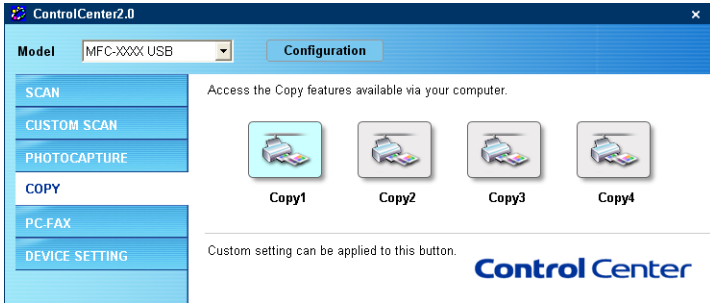 ControlCenter2.0
Model MFC-XXXX USB Configuration
SCAN
CUSTOM SCAN
PHOTOCAPTURE
COPY
PC-FAX
DEVICE SETTING
Access the Copy features available via your computer.
Copy1 Copy2 Copy3 Copy4
Custom setting can be applied to this button.
Control Center